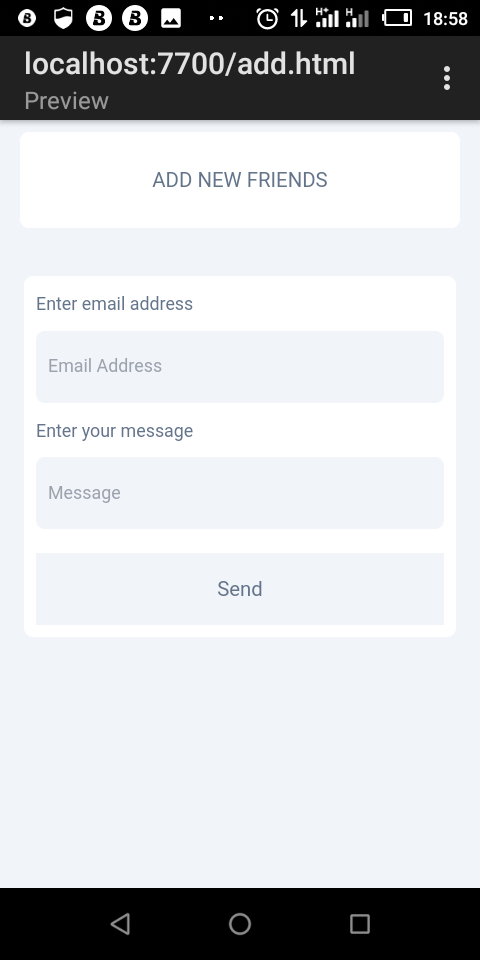 18:58
localhost:7700/add.html
Preview
ADD NEW FRIENDS
Enter email address
Email Address
Enter your message
Message
Send